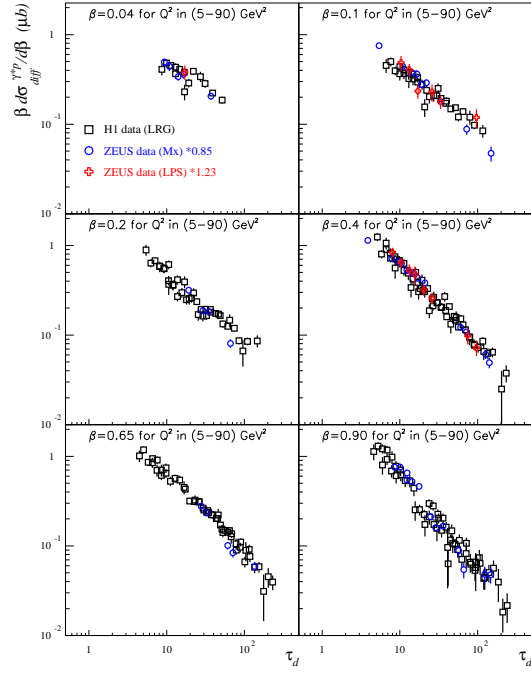 β=0.04 for Q² in (5−90) GeV²
β=0.1 for Q² in (5−90) GeV²
β dσ^{γ*p}_{diff}/dβ (μb)
1
□ H1 data (LRG)
○ ZEUS data (Mx) *0.85
ZEUS data (LPS) *1.23
10⁻¹
10⁻²
β=0.2 for Q² in (5−90) GeV²
β=0.4 for Q² in (5−90) GeV²
1
10⁻¹
10⁻²
β=0.65 for Q² in (5−90) GeV²
β=0.90 for Q² in (5−90) GeV²
1
10⁻¹
10⁻²
1 10 10² 1 10 10²
τ_d τ_d